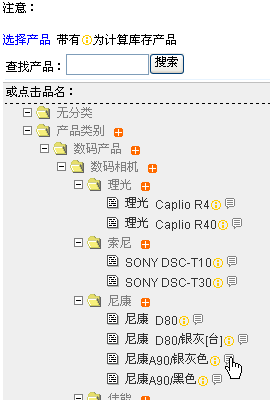 注意：
选择产品 带有为计算库存产品
查找产品： 搜索
或点击品名：
无分类
产品类别
数码产品
数码相机
理光
理光 Caplio R4
理光 Caplio R40
索尼
SONY DSC-T10
SONY DSC-T30
尼康
尼康 D80
尼康 D80/银灰[台]
尼康A90/银灰色
尼康A90/黑色
佳能